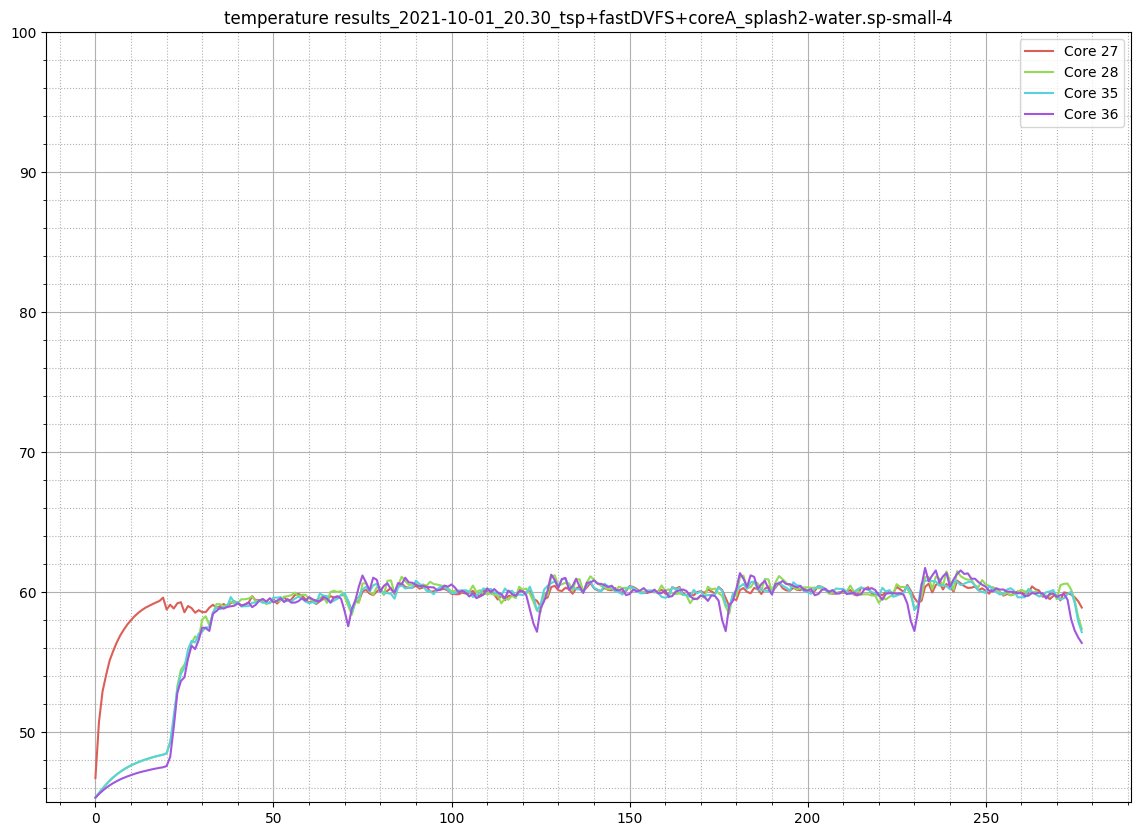 temperature results_2021-10-01_20.30_tsp+fastDVFS+coreA_splash2-water.sp-small-4
100
90
80
70
60
50
Core 27
Core 28
Core 35
Core 36
0 50 100 150 200 250